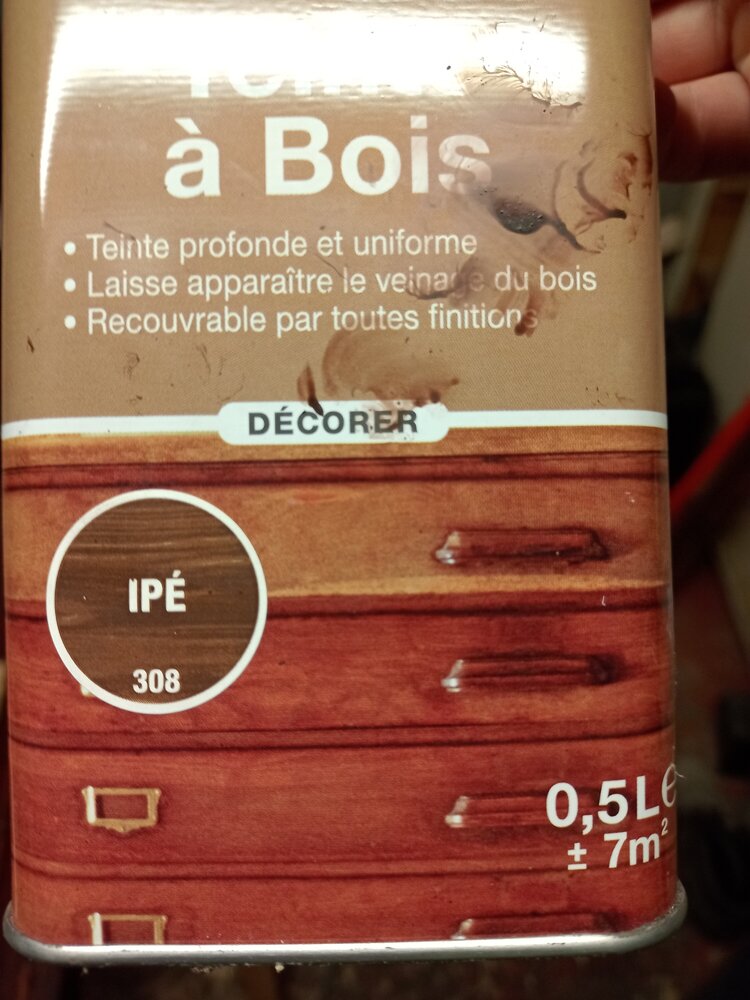 à Bois
• Teinte profonde et uniforme
• Laisse apparaître le veinage du bois
• Recouvrable par toutes finitions
DÉCORER
IPÉ
308
0,5 L e
± 7m²